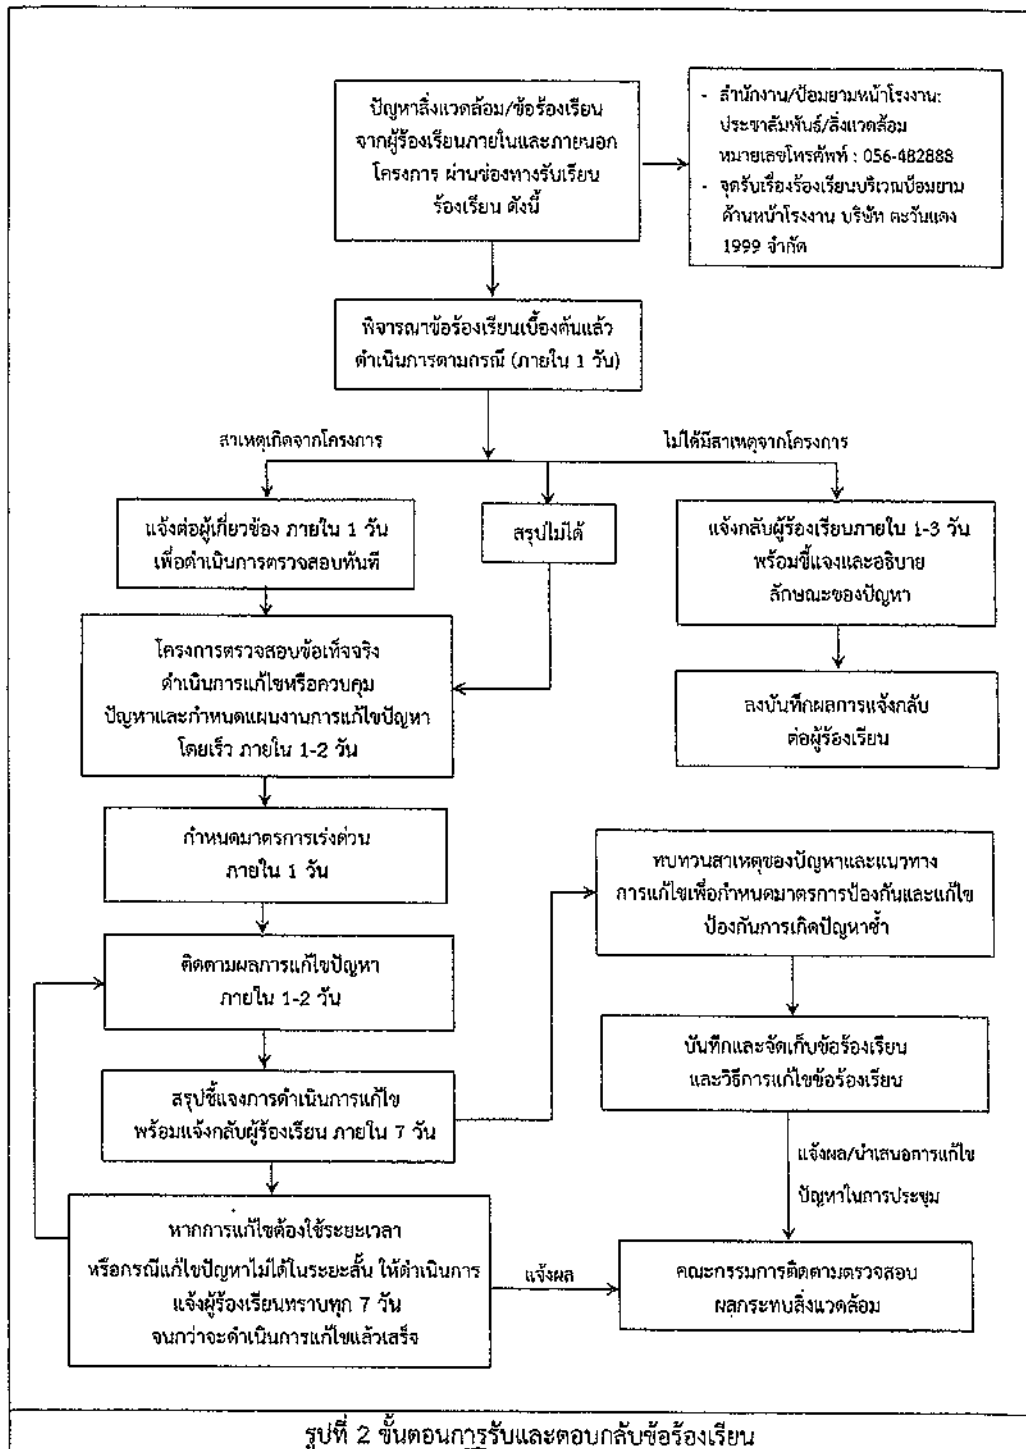 ปัญหาสิ่งแวดล้อม/ข้อร้องเรียน
จากผู้ร้องเรียนภายในและภายนอก
โครงการ ผ่านช่องทางรับเรียน
ร้องเรียน ดังนี้
- สำนักงาน/ป้อมยามหน้าโรงงาน:
ประชาสัมพันธ์/สิ่งแวดล้อม
หมายเลขโทรศัพท์ : 056-482888
- จุดรับเรื่องร้องเรียนบริเวณป้อมยาม
ด้านหน้าโรงงาน บริษัท ตะวันแดง
1999 จำกัด
พิจารณาข้อร้องเรียนเบื้องต้นแล้ว
ดำเนินการตามกรณี (ภายใน 1 วัน)
สาเหตุเกิดจากโครงการ
ไม่ได้มีสาเหตุจากโครงการ
แจ้งต่อผู้เกี่ยวข้อง ภายใน 1 วัน
เพื่อดำเนินการตรวจสอบทันที
สรุปไม่ได้
แจ้งกลับผู้ร้องเรียนภายใน 1-3 วัน
พร้อมชี้แจงและอธิบาย
ลักษณะของปัญหา
โครงการตรวจสอบข้อเท็จจริง
ดำเนินการแก้ไขหรือควบคุม
ปัญหาและกำหนดแผนงานการแก้ไขปัญหา
โดยเร็ว ภายใน 1-2 วัน
ลงบันทึกผลการแจ้งกลับ
ต่อผู้ร้องเรียน
กำหนดมาตรการเร่งด่วน
ภายใน 1 วัน
ทบทวนสาเหตุของปัญหาและแนวทาง
การแก้ไขเพื่อกำหนดมาตรการป้องกันและแก้ไข
ป้องกันการเกิดปัญหาซ้ำ
ติดตามผลการแก้ไขปัญหา
ภายใน 1-2 วัน
บันทึกและจัดเก็บข้อร้องเรียน
และวิธีการแก้ไขข้อร้องเรียน
สรุปชี้แจงการดำเนินการแก้ไข
พร้อมแจ้งกลับผู้ร้องเรียน ภายใน 7 วัน
แจ้งผล/นำเสนอการแก้ไข
ปัญหาในการประชุม
หากการแก้ไขต้องใช้ระยะเวลา
หรือกรณีแก้ไขปัญหาไม่ได้ในระยะสั้น ให้ดำเนินการ
แจ้งผู้ร้องเรียนทราบทุก 7 วัน
จนกว่าจะดำเนินการแก้ไขแล้วเสร็จ
แจ้งผล
คณะกรรมการติดตามตรวจสอบ
ผลกระทบสิ่งแวดล้อม
รูปที่ 2 ขั้นตอนการรับและตอบกลับข้อร้องเรียน